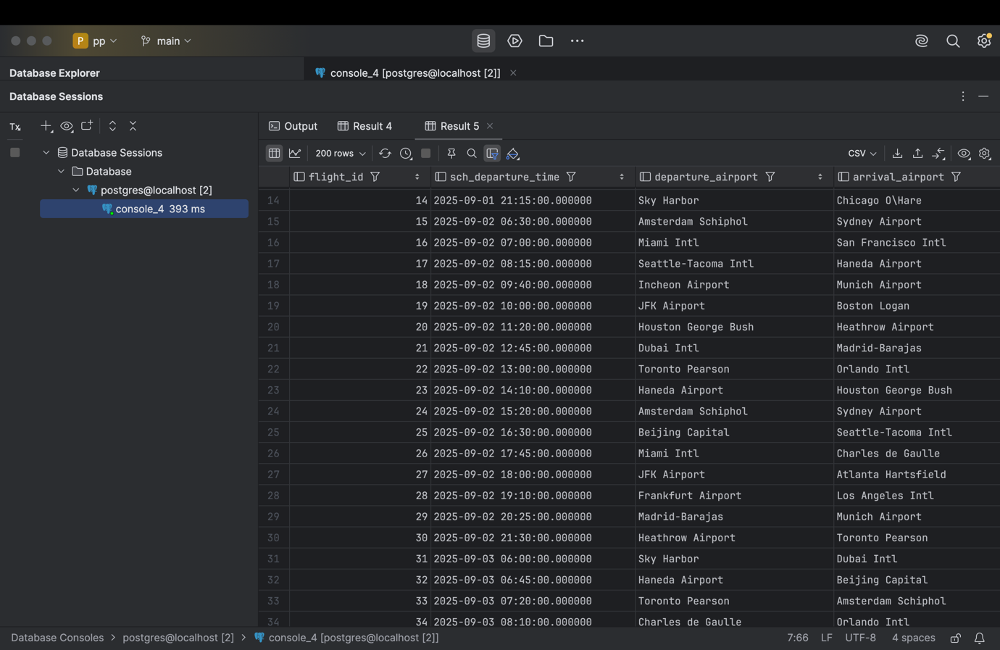 P pp main
Database Explorer
console_4 [postgres@localhost [2]]
Database Sessions
Tx
Output Result 4 Result 5
Database Sessions
Database
postgres@localhost [2]
console_4 393 ms
200 rows CSV
flight_id sch_departure_time departure_airport arrival_airport
14 14 2025-09-01 21:15:00.000000 Sky Harbor Chicago O\Hare
15 15 2025-09-02 06:30:00.000000 Amsterdam Schiphol Sydney Airport
16 16 2025-09-02 07:00:00.000000 Miami Intl San Francisco Intl
17 17 2025-09-02 08:15:00.000000 Seattle-Tacoma Intl Haneda Airport
18 18 2025-09-02 09:40:00.000000 Incheon Airport Munich Airport
19 19 2025-09-02 10:00:00.000000 JFK Airport Boston Logan
20 20 2025-09-02 11:20:00.000000 Houston George Bush Heathrow Airport
21 21 2025-09-02 12:45:00.000000 Dubai Intl Madrid-Barajas
22 22 2025-09-02 13:00:00.000000 Toronto Pearson Orlando Intl
23 23 2025-09-02 14:10:00.000000 Haneda Airport Houston George Bush
24 24 2025-09-02 15:20:00.000000 Amsterdam Schiphol Sydney Airport
25 25 2025-09-02 16:30:00.000000 Beijing Capital Seattle-Tacoma Intl
26 26 2025-09-02 17:45:00.000000 Miami Intl Charles de Gaulle
27 27 2025-09-02 18:00:00.000000 JFK Airport Atlanta Hartsfield
28 28 2025-09-02 19:10:00.000000 Frankfurt Airport Los Angeles Intl
29 29 2025-09-02 20:25:00.000000 Madrid-Barajas Munich Airport
30 30 2025-09-02 21:30:00.000000 Heathrow Airport Toronto Pearson
31 31 2025-09-03 06:00:00.000000 Sky Harbor Dubai Intl
32 32 2025-09-03 06:45:00.000000 Haneda Airport Beijing Capital
33 33 2025-09-03 07:20:00.000000 Toronto Pearson Amsterdam Schiphol
34 34 2025-09-03 08:10:00.000000 Charles de Gaulle Orlando Intl
Database Consoles > postgres@localhost [2] > console_4 [postgres@localhost [2]] 7:66 LF UTF-8 4 spaces